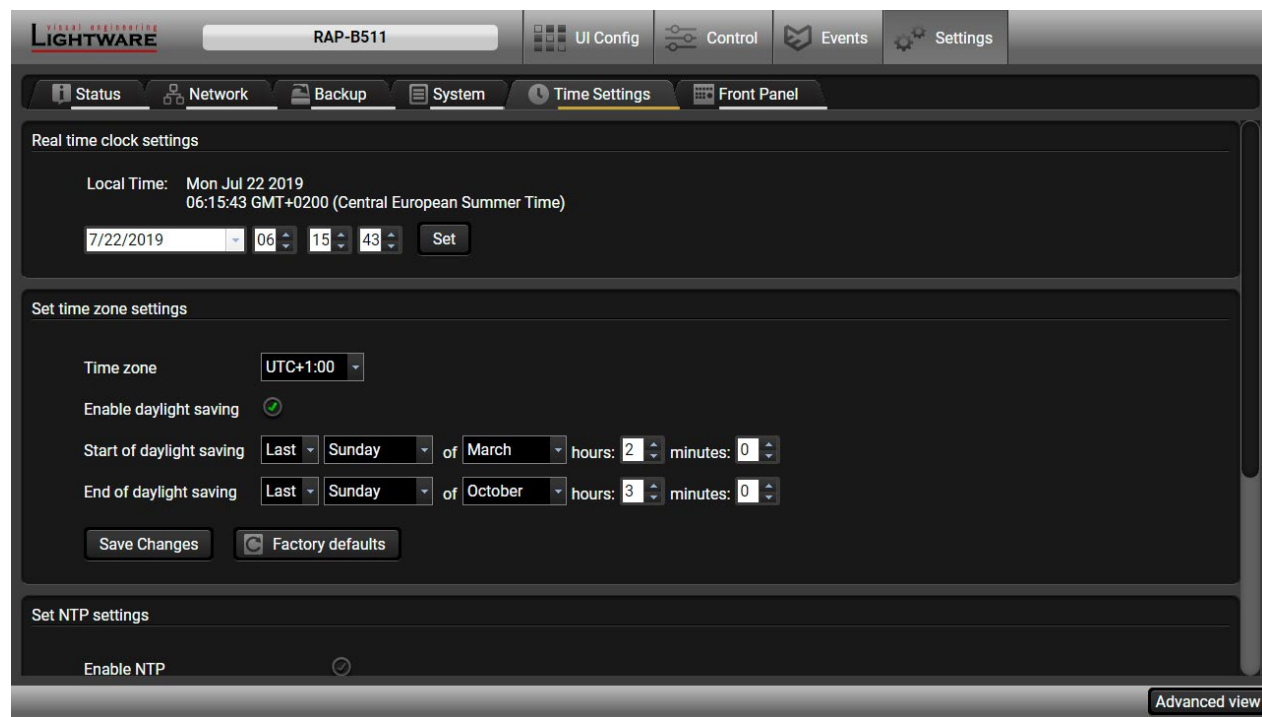 visual engineering
LIGHTWARE
RAP-B511
UI Config
Control
Events
Settings
Status
Network
Backup
System
Time Settings
Front Panel
Real time clock settings
Local Time: Mon Jul 22 2019
06:15:43 GMT+0200 (Central European Summer Time)
7/22/2019 06 15 43 Set
Set time zone settings
Time zone UTC+1:00
Enable daylight saving
Start of daylight saving Last Sunday of March hours: 2 minutes: 0
End of daylight saving Last Sunday of October hours: 3 minutes: 0
Save Changes Factory defaults
Set NTP settings
Enable NTP
Advanced view